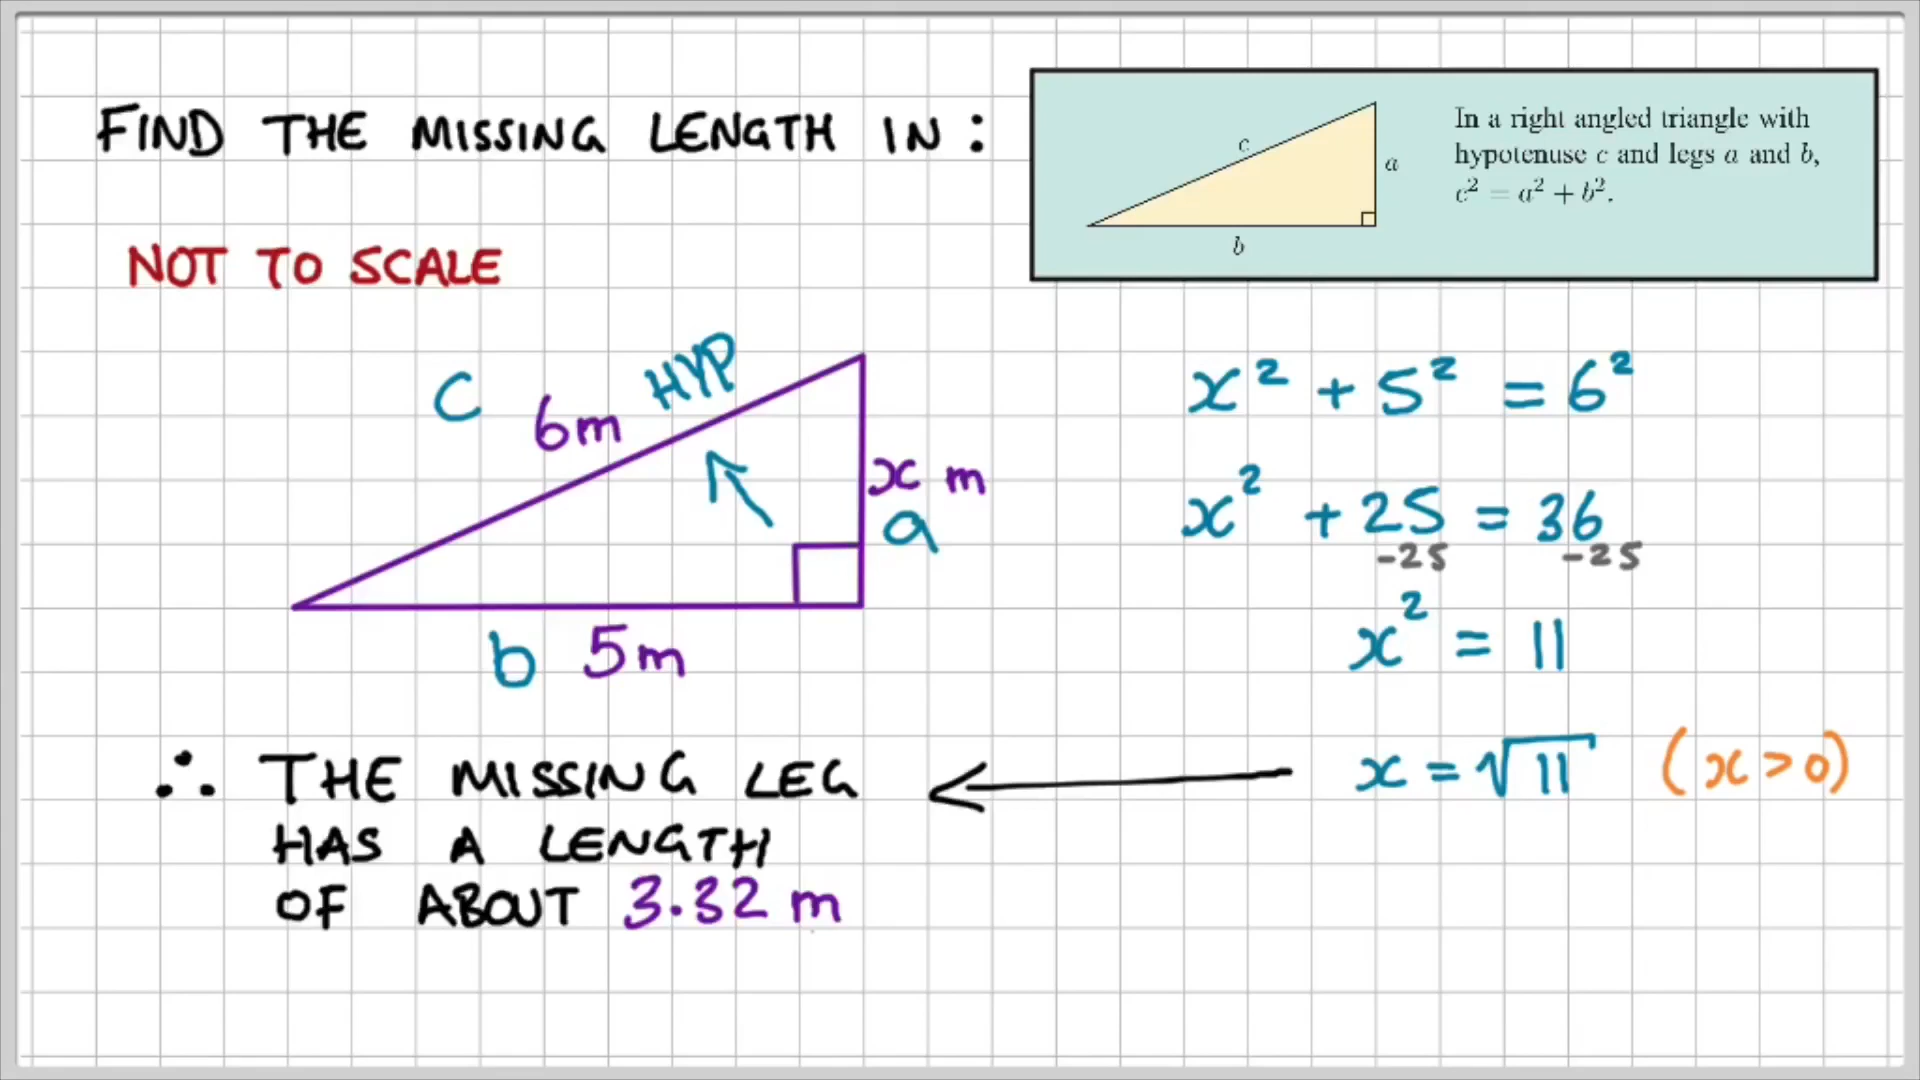 FIND THE MISSING LENGTH IN :
NOT TO SCALE
C
6m
HYP
x m
a
b
5m
∴ THE MISSING LEG
HAS A LENGTH
OF ABOUT 3.32 m
c
a
b
In a right angled triangle with
hypotenuse c and legs a and b,
c² = a² + b².
x² + 5² = 6²
x² + 25 = 36
-25 -25
x² = 11
x = √11 (x > 0)